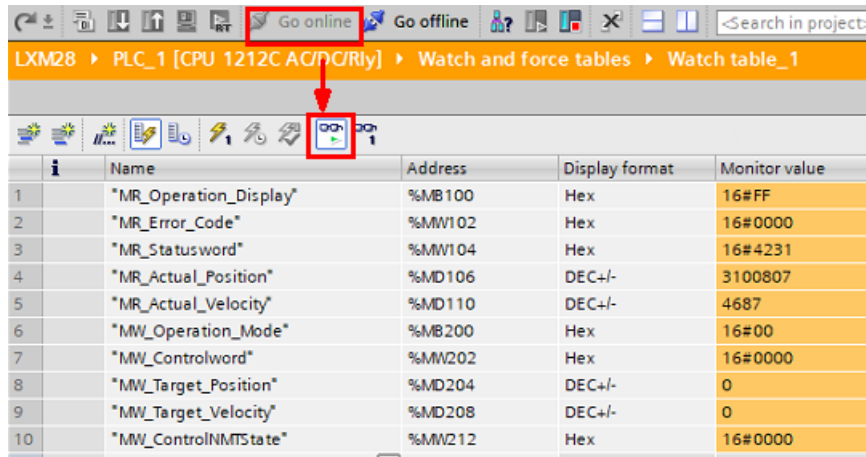 Go online Go offline <Search in project>
LXM28 ▸ PLC_1 [CPU 1212C AC/DC/Rly] ▸ Watch and force tables ▸ Watch table_1
i Name Address Display format Monitor value
1 "MR_Operation_Display" %MB100 Hex 16#FF
2 "MR_Error_Code" %MW102 Hex 16#0000
3 "MR_Statusword" %MW104 Hex 16#4231
4 "MR_Actual_Position" %MD106 DEC+/- 3100807
5 "MR_Actual_Velocity" %MD110 DEC+/- 4687
6 "MW_Operation_Mode" %MB200 Hex 16#00
7 "MW_Controlword" %MW202 Hex 16#0000
8 "MW_Target_Position" %MD204 DEC+/- 0
9 "MW_Target_Velocity" %MD208 DEC+/- 0
10 "MW_ControlNMTState" %MW212 Hex 16#0000